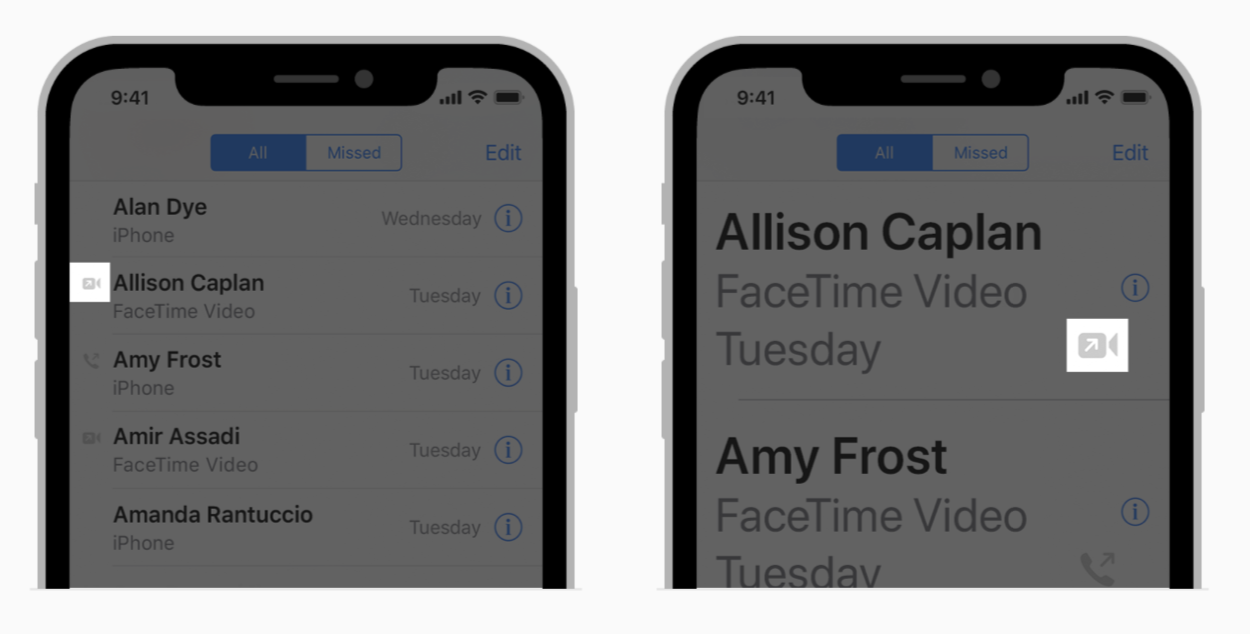 9:41
All Missed Edit
Alan Dye
iPhone
Wednesday
Allison Caplan
FaceTime Video
Tuesday
Amy Frost
iPhone
Tuesday
Amir Assadi
FaceTime Video
Tuesday
Amanda Rantuccio
iPhone
Tuesday
9:41
All Missed Edit
Allison Caplan
FaceTime Video
Tuesday
Amy Frost
FaceTime Video
Tuesday